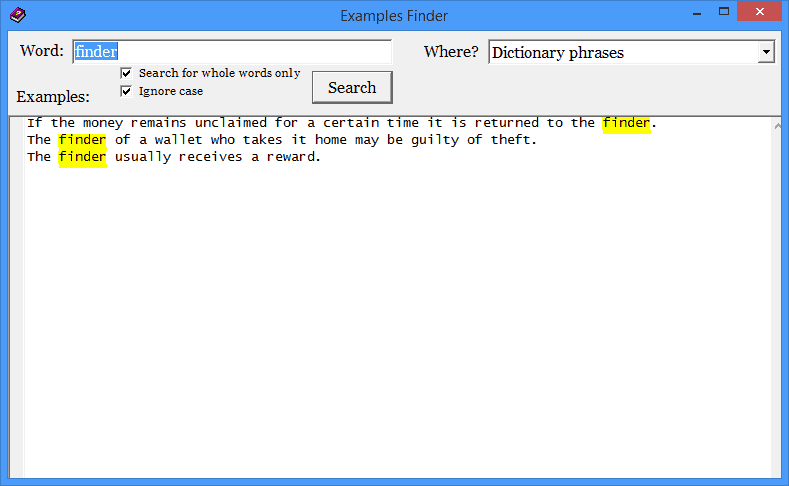 Examples Finder
Word: finder
Where? Dictionary phrases
Search for whole words only
Ignore case
Search
Examples:
If the money remains unclaimed for a certain time it is returned to the finder.
The finder of a wallet who takes it home may be guilty of theft.
The finder usually receives a reward.